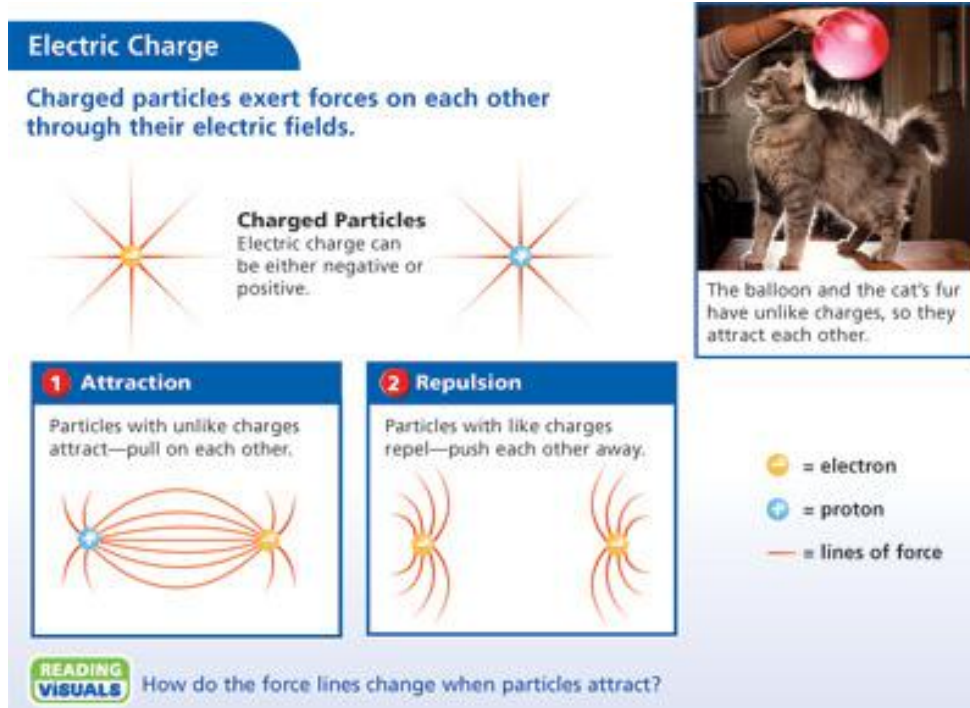 Electric Charge
Charged particles exert forces on each other
through their electric fields.
Charged Particles
Electric charge can
be either negative or
positive.
The balloon and the cat's fur
have unlike charges, so they
attract each other.
1 Attraction
Particles with unlike charges
attract—pull on each other.
2 Repulsion
Particles with like charges
repel—push each other away.
= electron
= proton
= lines of force
READING
VISUALS
How do the force lines change when particles attract?